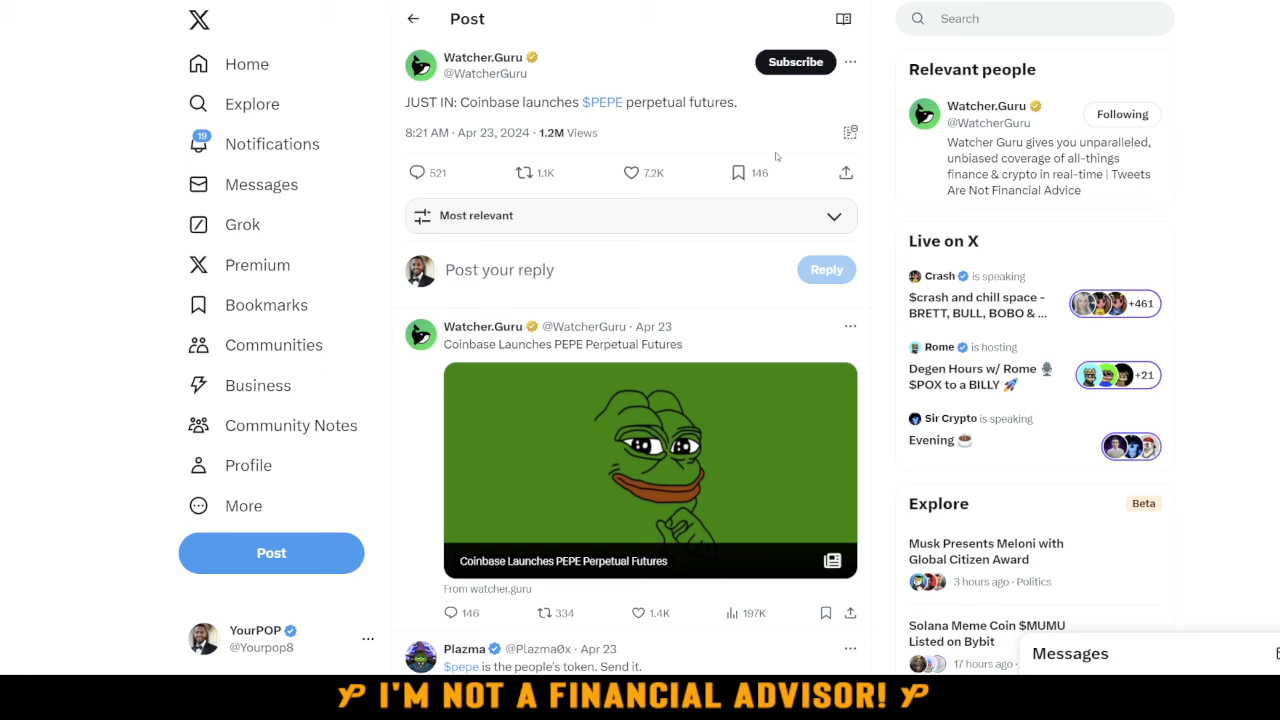 Post
Search
Home
Explore
19
Notifications
Messages
Grok
Premium
Bookmarks
Communities
Business
Community Notes
Profile
More
Post
YourPOP
@Yourpop8
Watcher.Guru
@WatcherGuru
Subscribe
JUST IN: Coinbase launches $PEPE perpetual futures.
8:21 AM · Apr 23, 2024 · 1.2M Views
521 1.1K 7.2K 146
Most relevant
Post your reply
Reply
Watcher.Guru @WatcherGuru · Apr 23
Coinbase Launches PEPE Perpetual Futures
Coinbase Launches PEPE Perpetual Futures
From watcher.guru
146 334 1.4K 197K
Plazma @Plazma0x · Apr 23
$pepe is the people's token. Send it.
Relevant people
Watcher.Guru
@WatcherGuru
Following
Watcher Guru gives you unparalleled,
unbiased coverage of all-things
finance & crypto in real-time | Tweets
Are Not Financial Advice
Live on X
Crash is speaking
$crash and chill space -
BRETT, BULL, BOBO & ...
+461
Rome is hosting
Degen Hours w/ Rome 🎙️
$POX to a BILLY 🚀
+21
Sir Crypto is speaking
Evening ☕
Explore
Beta
Musk Presents Meloni with
Global Citizen Award
3 hours ago · Politics
Solana Meme Coin $MUMU
Listed on Bybit
17 hours ago ·
Messages
I'M NOT A FINANCIAL ADVISOR!